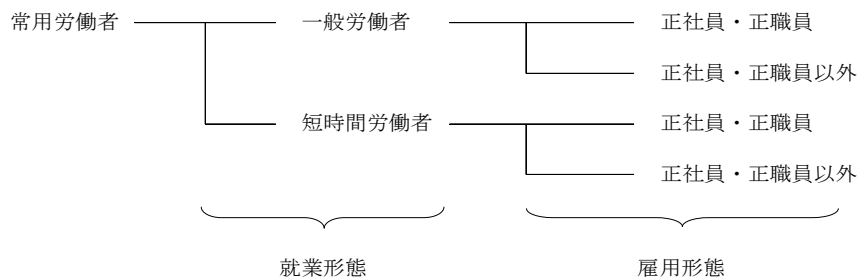 常用労働者 一般労働者 正社員・正職員
正社員・正職員以外
短時間労働者 正社員・正職員
正社員・正職員以外
就業形態 雇用形態